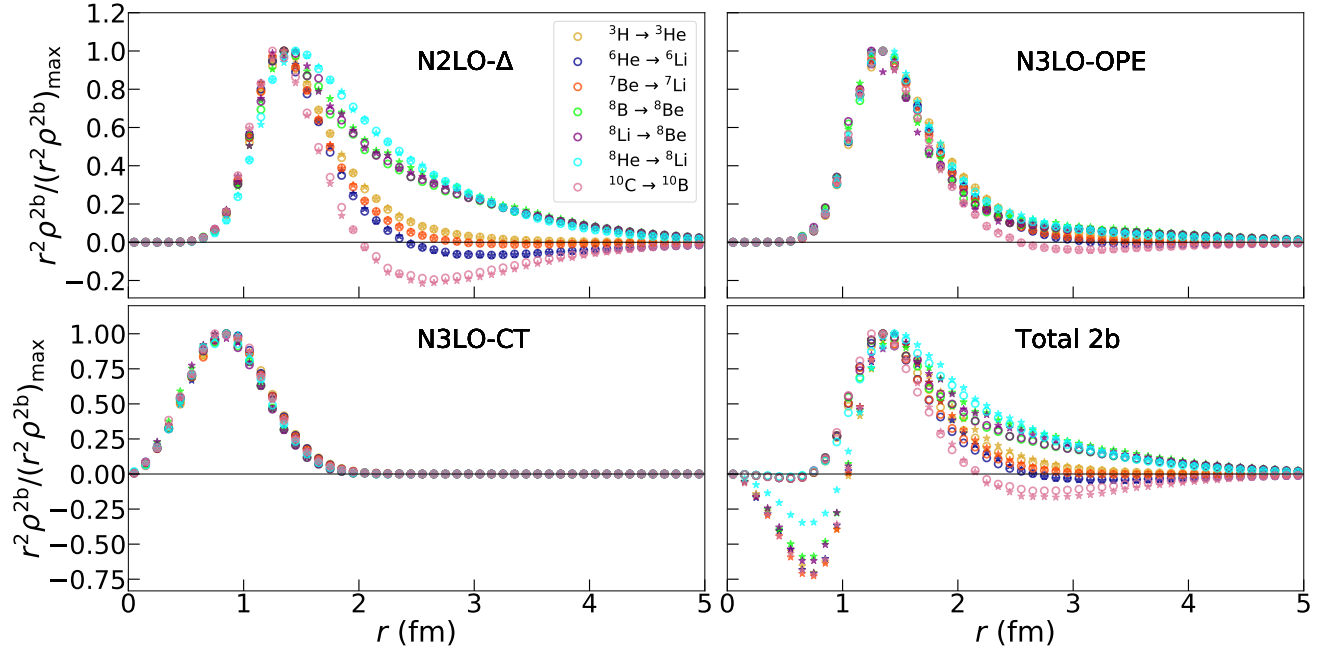 1.2
1.0
0.8
0.6
0.4
0.2
0.0
−0.2
r²ρ²ᵇ/(r²ρ²ᵇ)max
N2LO-Δ
³H → ³He
⁶He → ⁶Li
⁷Be → ⁷Li
⁸B → ⁸Be
⁸Li → ⁸Be
⁸He → ⁸Li
¹⁰C → ¹⁰B
N3LO-OPE
1.00
0.75
0.50
0.25
0.00
−0.25
−0.50
−0.75
r²ρ²ᵇ/(r²ρ²ᵇ)max
N3LO-CT
Total 2b
0 1 2 3 4 5
r (fm)
0 1 2 3 4 5
r (fm)